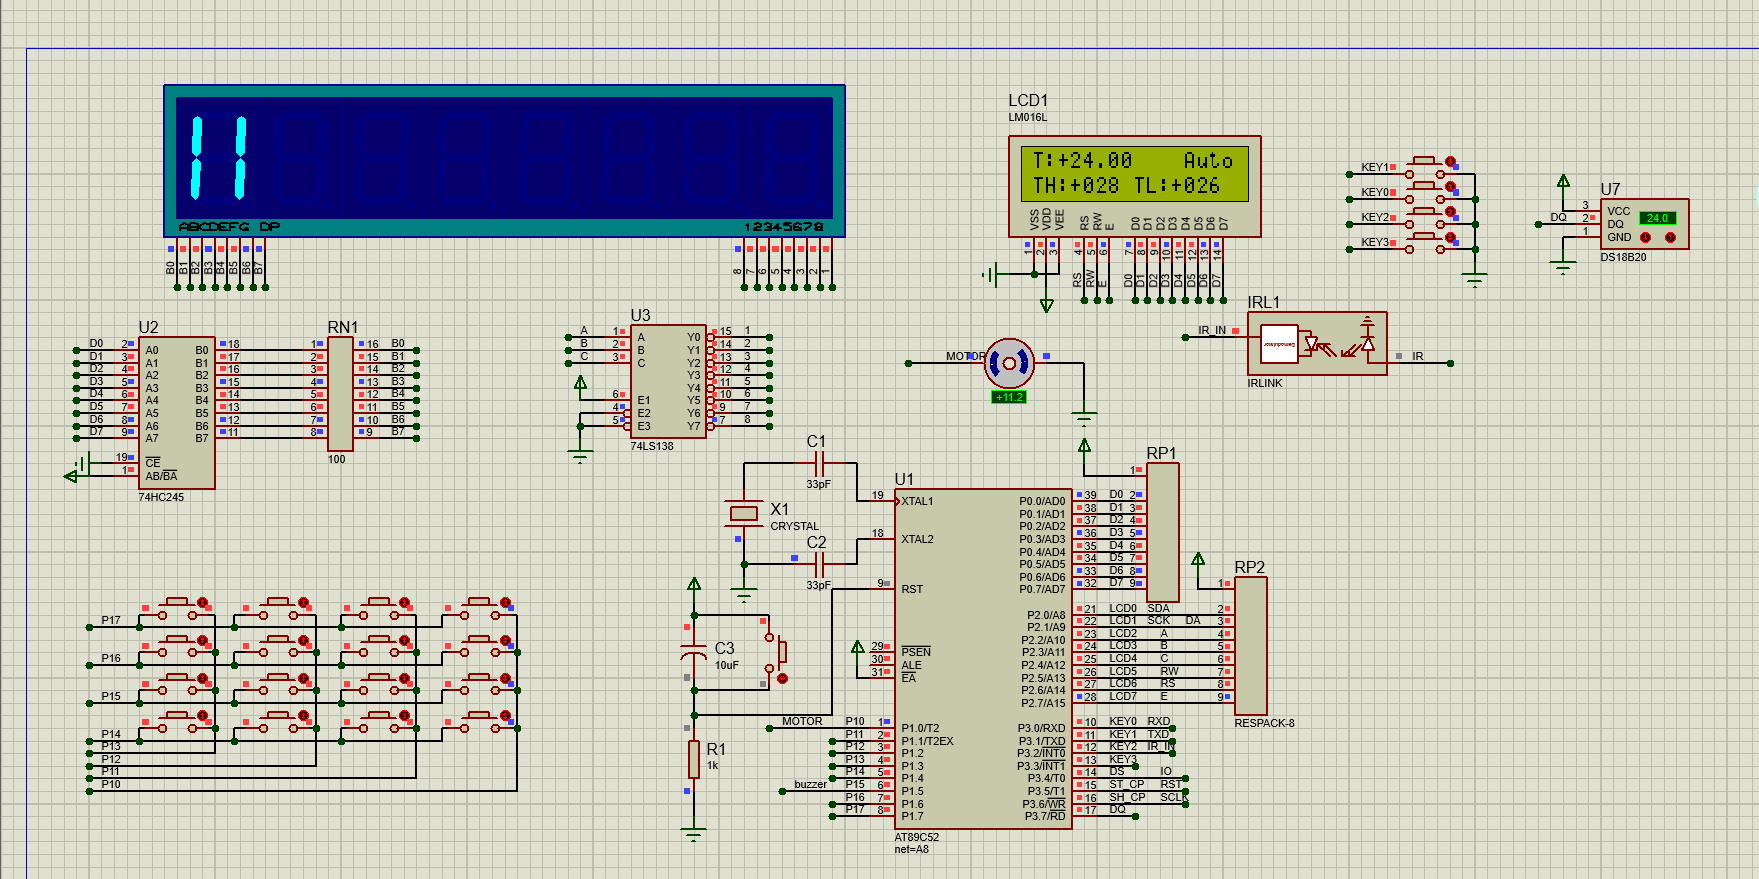 ABCDEFG DP
12345678
B0 B1 B2 B3 B4 B5 B6 B7
8 7 6 5 4 3 2 1
LCD1
LM016L
T:+24.00 Auto
TH:+028 TL:+026
VSS VDD VEE RS RW E D0 D1 D2 D3 D4 D5 D6 D7
1 2 3 4 5 6 7 8 9 10 11 12 13 14
RS RW E D0 D1 D2 D3 D4 D5 D6 D7
KEY1
KEY0
KEY2
KEY3
U7
3 VCC
DQ 2 DQ 24.0
1 GND
DS18B20
IRL1
IR_IN
Demodulator
IR
IRLINK
MOTOR
+11.2
U2
D0 2 A0 B0 18
D1 3 A1 B1 17
D2 4 A2 B2 16
D3 5 A3 B3 15
D4 6 A4 B4 14
D5 7 A5 B5 13
D6 8 A6 B6 12
D7 9 A7 B7 11
19 CE
1 AB/BA
74HC245
RN1
1 16 B0
2 15 B1
3 14 B2
4 13 B3
5 12 B4
6 11 B5
7 10 B6
8 9 B7
100
U3
A 1 A Y0 15 1
B 2 B Y1 14 2
C 3 C Y2 13 3
Y3 12 4
Y4 11 5
6 E1 Y5 10 6
4 E2 Y6 9 7
5 E3 Y7 7 8
74LS138
C1
33pF
X1
CRYSTAL
C2
33pF
C3
10uF
R1
1k
U1
19 XTAL1
18 XTAL2
9 RST
29 PSEN
30 ALE
31 EA
MOTOR P10 1 P1.0/T2
P11 2 P1.1/T2EX
P12 3 P1.2
P13 4 P1.3
P14 5 P1.4
buzzer P15 6 P1.5
P16 7 P1.6
P17 8 P1.7
P0.0/AD0 39 D0 2
P0.1/AD1 38 D1 3
P0.2/AD2 37 D2 4
P0.3/AD3 36 D3 5
P0.4/AD4 35 D4 6
P0.5/AD5 34 D5 7
P0.6/AD6 33 D6 8
P0.7/AD7 32 D7 9
RP1
1
P2.0/A8 21 LCD0 SDA 2
P2.1/A9 22 LCD1 SCK DA 3
P2.2/A10 23 LCD2 A 4
P2.3/A11 24 LCD3 B 5
P2.4/A12 25 LCD4 C 6
P2.5/A13 26 LCD5 RW 7
P2.6/A14 27 LCD6 RS 8
P2.7/A15 28 LCD7 E 9
RP2
1
RESPACK-8
P3.0/RXD 10 KEY0 RXD
P3.1/TXD 11 KEY1 TXD
P3.2/INT0 12 KEY2 IR_IN
P3.3/INT1 13 KEY3
P3.4/T0 14 DS IO
P3.5/T1 15 ST_CP RST
P3.6/WR 16 SH_CP SCLK
P3.7/RD 17 DQ
AT89C52
net=A8
P17
P16
P15
P14
P13
P12
P11
P10